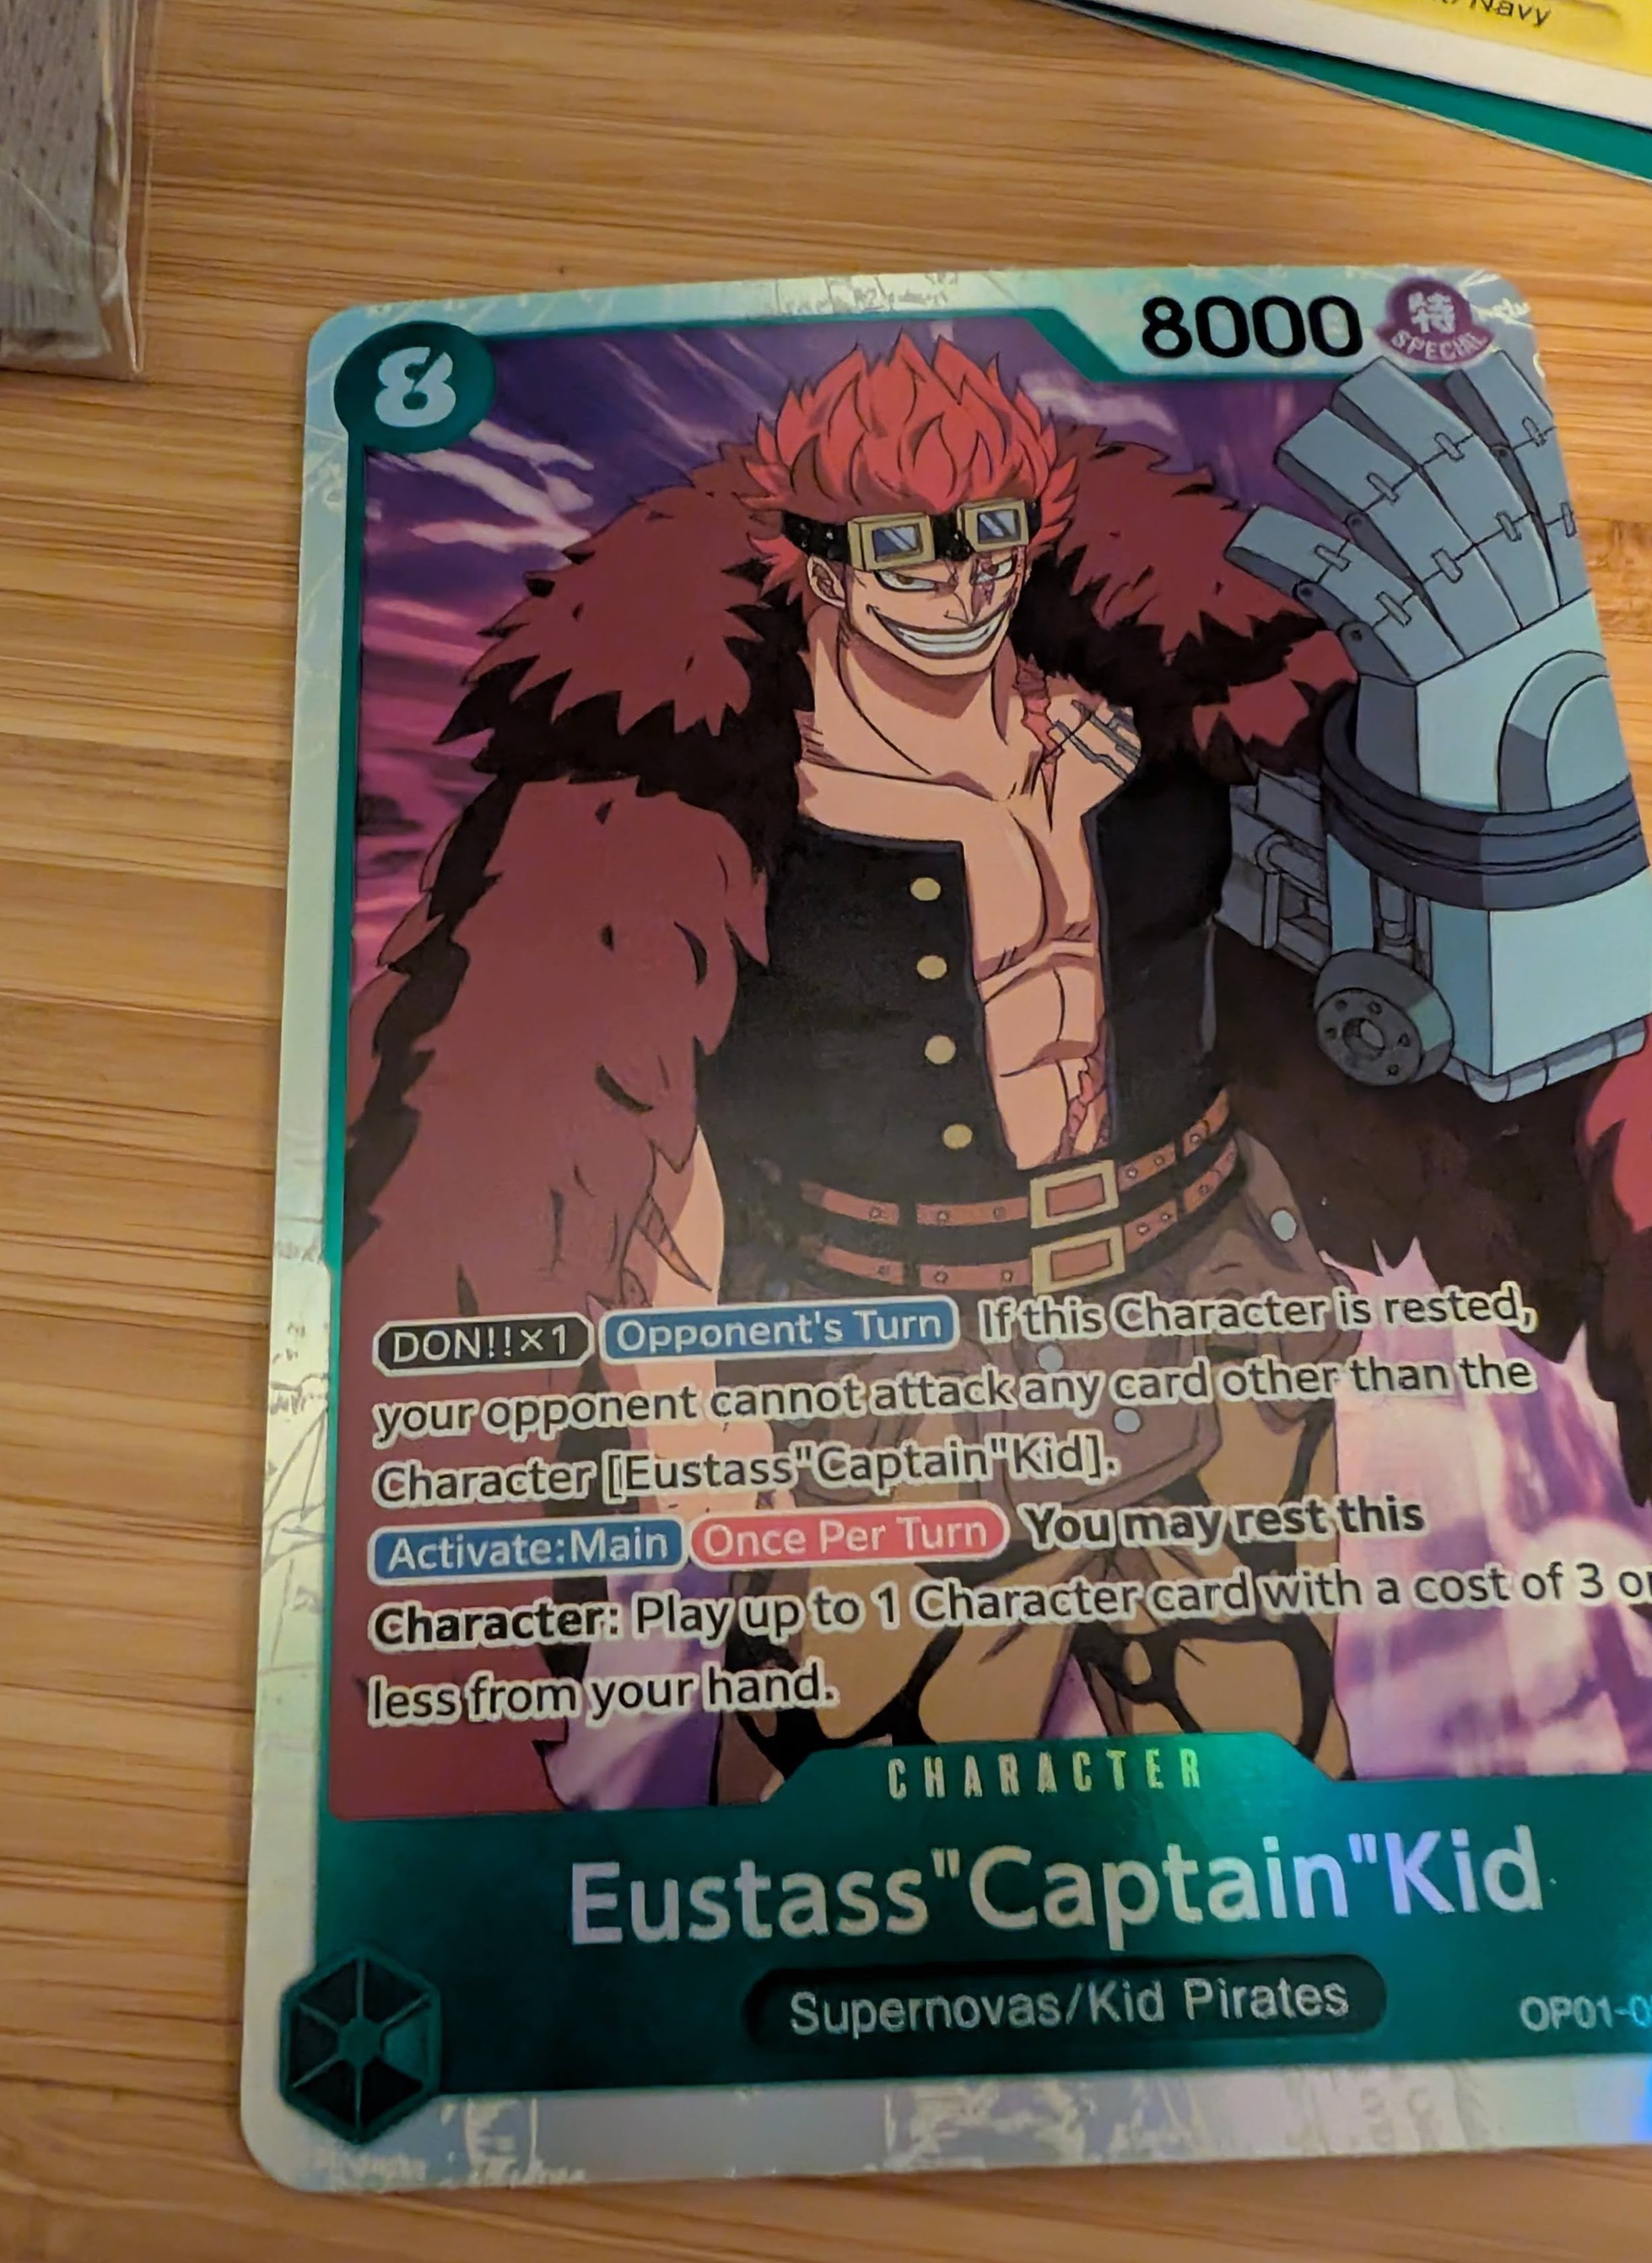 /Navy
8
8000
特
SPECIAL
DON!!×1 Opponent's Turn If this Character is rested,
your opponent cannot attack any card other than the
Character [Eustass"Captain"Kid].
Activate:Main Once Per Turn You may rest this
Character: Play up to 1 Character card with a cost of 3 or
less from your hand.
CHARACTER
Eustass"Captain"Kid
Supernovas/Kid Pirates
OP01-0